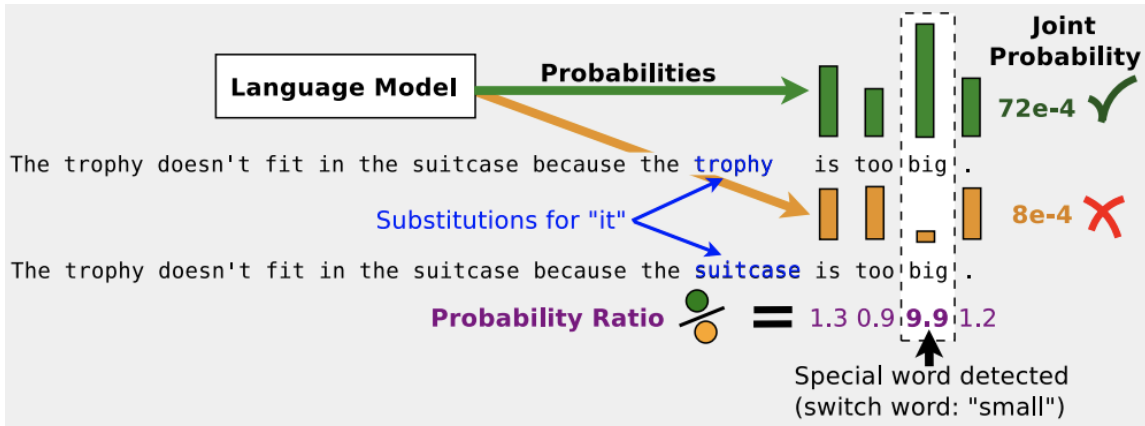 Joint
Probability
Probabilities
Language Model
72e-4
The trophy doesn't fit in the suitcase because the trophy is too big .
Substitutions for "it"
8e-4
The trophy doesn't fit in the suitcase because the suitcase is too big .
Probability Ratio = 1.3 0.9 9.9 1.2
Special word detected
(switch word: "small")